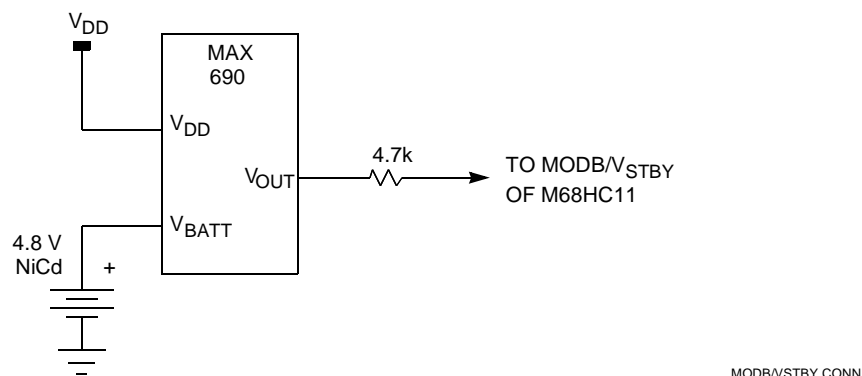 VDD
MAX
690
VDD
4.7k
VOUT
TO MODB/VSTBY
OF M68HC11
VBATT
4.8 V
NiCd
+
MODB/VSTBY CONN